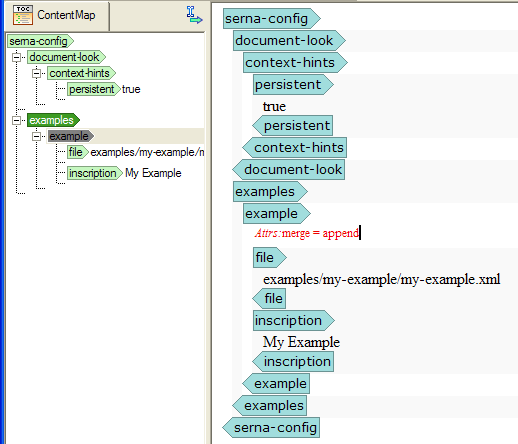 TOC
ContentMap
serna-config
document-look
context-hints
persistent true
examples
example
file examples/my-example/m
inscription My Example
serna-config
document-look
context-hints
persistent
true
persistent
context-hints
document-look
examples
example
Attrs:merge = append
file
examples/my-example/my-example.xml
file
inscription
My Example
inscription
example
examples
serna-config